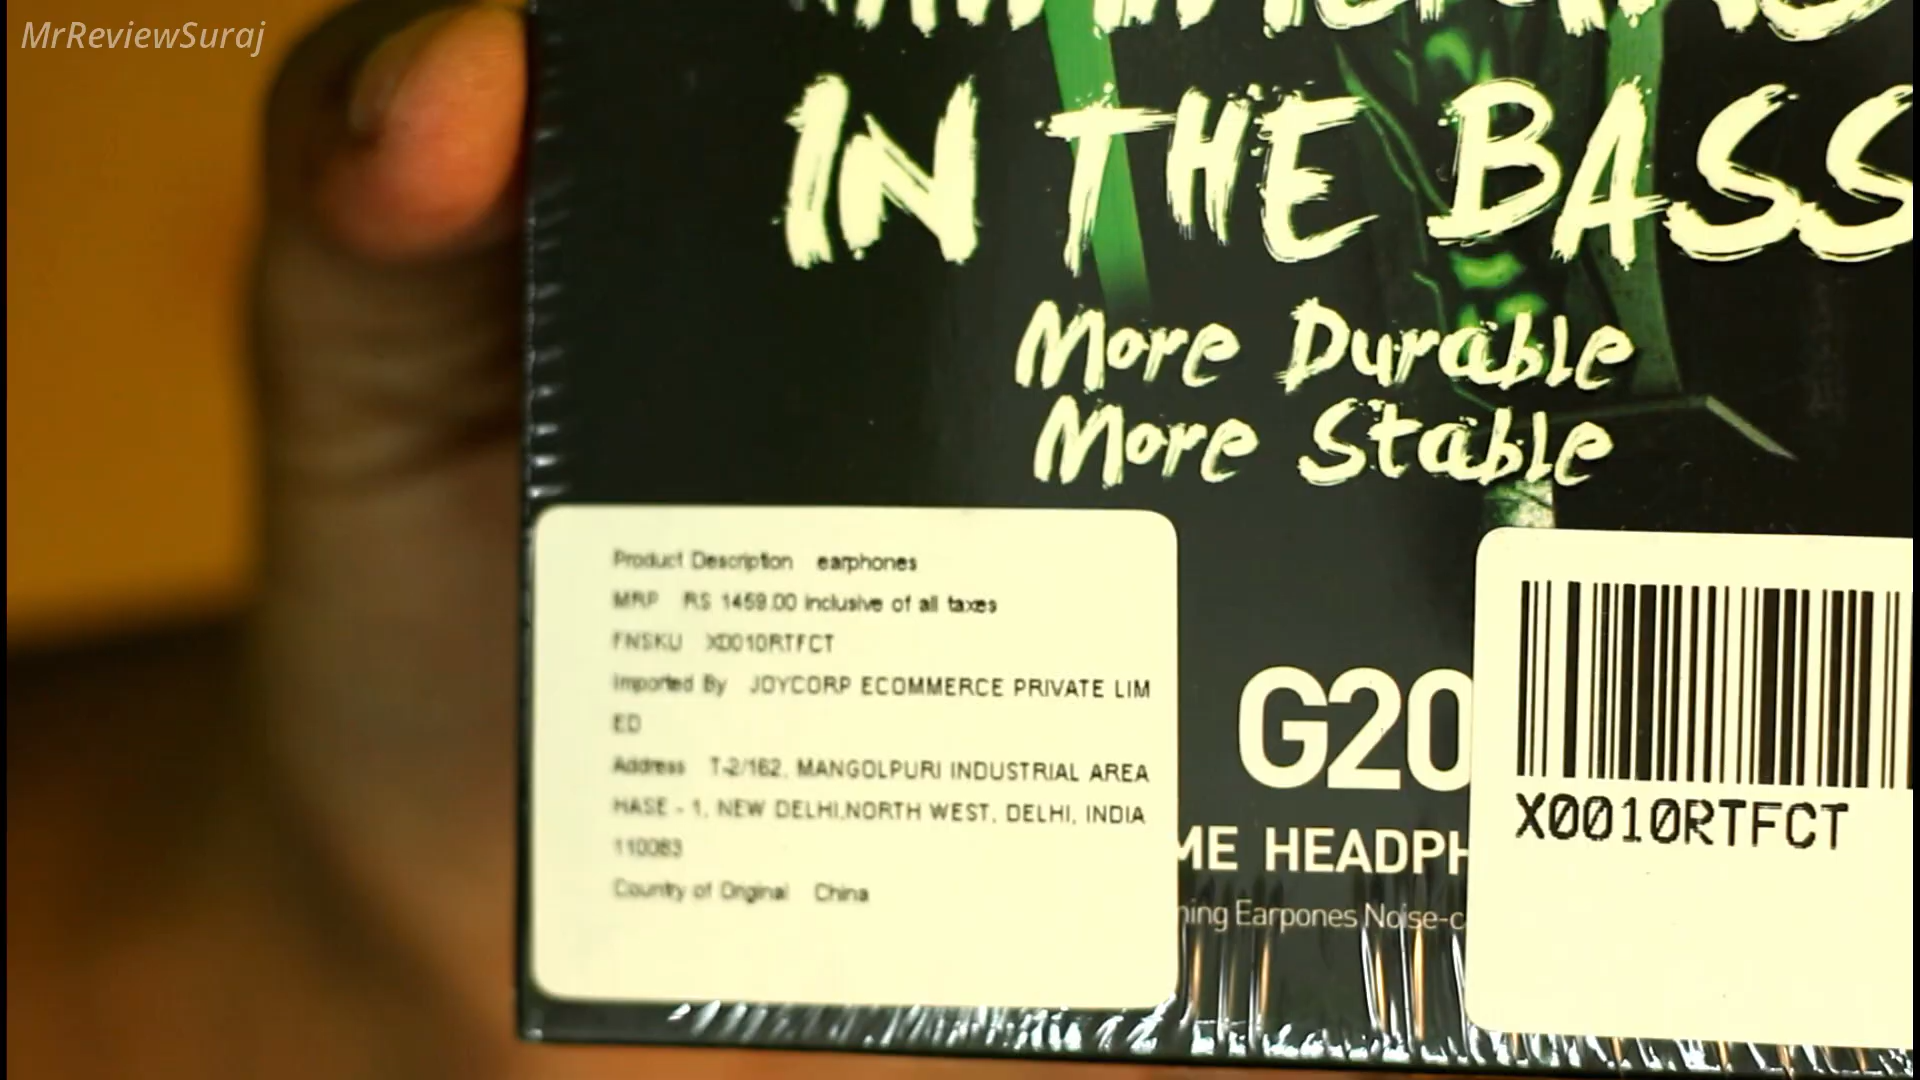 MrReviewSuraj
IN THE BASS
More Durable
More Stable
Product Description earphones
MRP RS 1459.00 inclusive of all taxes
FNSKU X0010RTFCT
Imported By JOYCORP ECOMMERCE PRIVATE LIM
ED
Address T-2/162, MANGOLPURI INDUSTRIAL AREA
HASE - 1, NEW DELHI,NORTH WEST, DELHI, INDIA
110083
Country of Original China
G20
ME HEADPH
ning Earpones Noise-c
X0010RTFCT